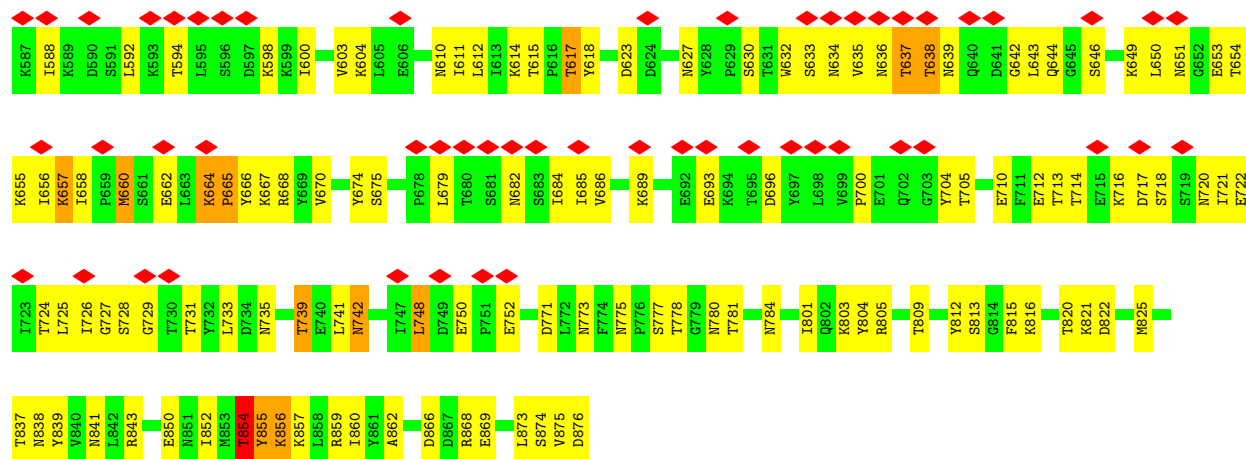 K587 I588 K589 D590 S591 L592 K593 T594 L595 S596 D597 K598 K599 I600 V603 K604 L605 E606 N610 I611 L612 I613 K614 T615 P616 T617 Y618 D623 D624 N627 Y628 P629 S630 T631 W632 S633 N634 V635 N636 T637 T638 N639 Q640 D641 G642 L643 Q644 G645 S646 K649 L650 N651 G652 E653 T654
K655 I656 K657 I658 P659 M660 S661 E662 L663 K664 P665 Y666 K667 R668 Y669 V670 Y674 S675 P678 L679 T680 S681 N682 S683 I684 I685 V686 K689 E692 E693 K694 T695 D696 Y697 L698 V699 P700 E701 Q702 G703 Y704 T705 E710 F711 E712 T713 T714 E715 K716 D717 S718 S719 N720 I721 E722
I723 T724 L725 I726 G727 S728 G729 T730 T731 Y732 L733 D734 N735 T739 E740 L741 N742 I747 L748 D749 E750 P751 E752 D771 L772 N773 F774 N775 P776 S777 T778 G779 N780 T781 N784 I801 Q802 K803 Y804 R805 T809 Y812 S813 G814 F815 K816 T820 K821 D822 M825
T837 N838 Y839 V840 N841 L842 R843 E850 N851 I852 M853 T854 Y855 K856 K857 L858 R859 I860 Y861 A862 D866 D867 R868 E869 L873 S874 V875 D876